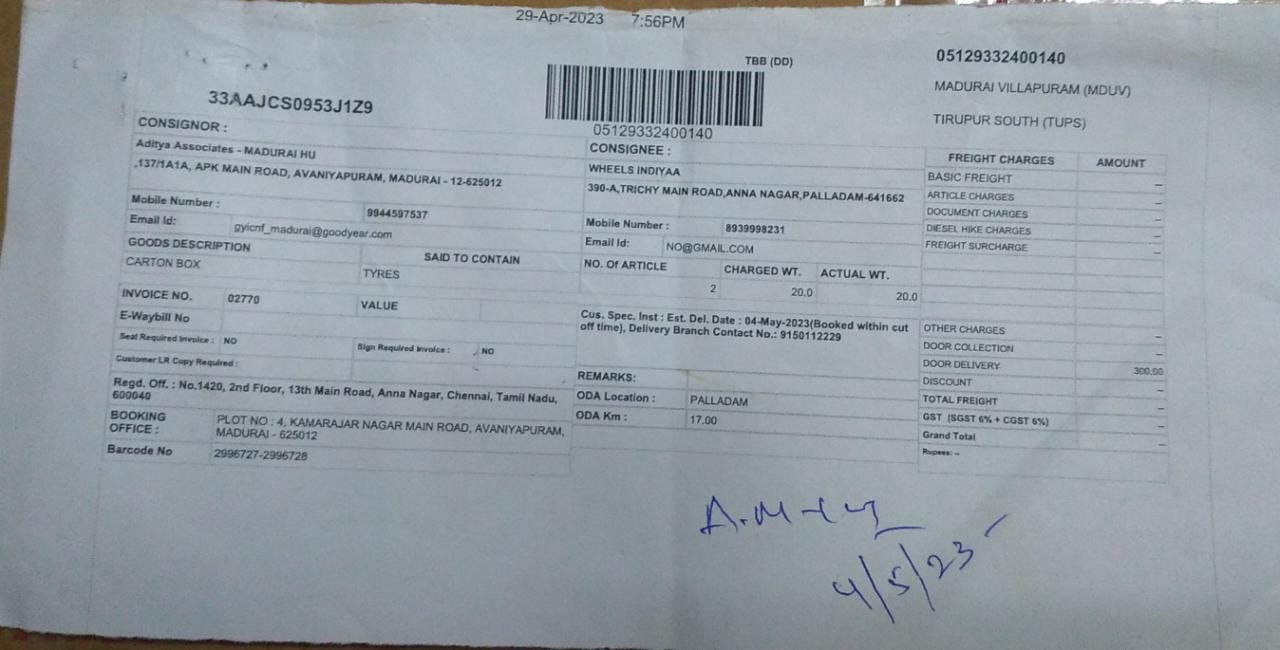 29-Apr-2023 7:56PM
TBB (DD)
05129332400140
MADURAI VILLAPURAM (MDUV)
TIRUPUR SOUTH (TUPS)
33AAJCS0953J1Z9
05129332400140
CONSIGNOR :
Aditya Associates - MADURAI HU
,137/1A1A, APK MAIN ROAD, AVANIYAPURAM, MADURAI - 12-625012
Mobile Number : 9944597537
Email Id: gyicnf_madurai@goodyear.com
GOODS DESCRIPTION SAID TO CONTAIN
CARTON BOX TYRES
INVOICE NO. 02770 VALUE
E-Waybill No
Seal Required Invoice : NO Sign Required Invoice : NO
Customer LR Copy Required :
Regd. Off. : No.1420, 2nd Floor, 13th Main Road, Anna Nagar, Chennai, Tamil Nadu,
600040
BOOKING OFFICE : PLOT NO : 4, KAMARAJAR NAGAR MAIN ROAD, AVANIYAPURAM,
MADURAI - 625012
Barcode No 2996727-2996728
CONSIGNEE :
WHEELS INDIYAA
390-A,TRICHY MAIN ROAD,ANNA NAGAR,PALLADAM-641662
Mobile Number : 8939998231
Email Id: NO@GMAIL.COM
NO. Of ARTICLE CHARGED WT. ACTUAL WT.
2 20.0 20.0
Cus. Spec. Inst : Est. Del. Date : 04-May-2023(Booked within cut
off time), Delivery Branch Contact No.: 9150112229
REMARKS:
ODA Location : PALLADAM
ODA Km : 17.00
FREIGHT CHARGES AMOUNT
BASIC FREIGHT –
ARTICLE CHARGES –
DOCUMENT CHARGES –
DIESEL HIKE CHARGES –
FREIGHT SURCHARGE –
OTHER CHARGES –
DOOR COLLECTION –
DOOR DELIVERY 300.00
DISCOUNT –
TOTAL FREIGHT –
GST (SGST 6% + CGST 6%) –
Grand Total –
Rupees: –
4/5/23